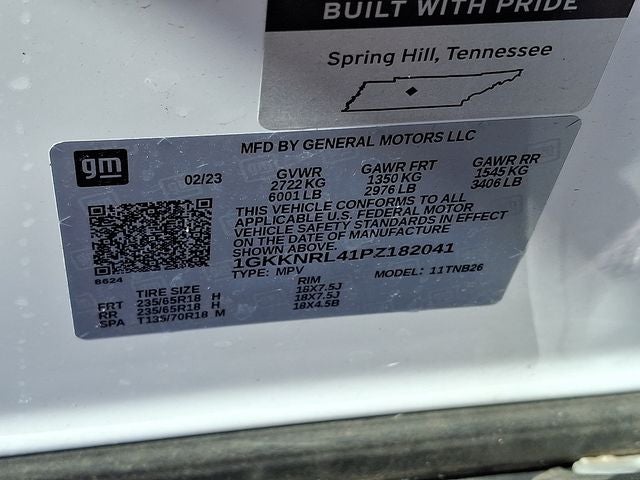 BUILT WITH PRIDE
Spring Hill, Tennessee
gm
MFD BY GENERAL MOTORS LLC
02/23
GVWR
2722 KG
6001 LB
GAWR FRT
1350 KG
2976 LB
GAWR RR
1545 KG
3406 LB
THIS VEHICLE CONFORMS TO ALL
APPLICABLE U.S. FEDERAL MOTOR
VEHICLE SAFETY STANDARDS IN EFFECT
ON THE DATE OF MANUFACTURE
SHOWN ABOVE.
1GKKNRL41PZ182041
TYPE: MPV
MODEL: 11TNB26
8624
TIRE SIZE RIM
FRT 235/65R18 H 18X7.5J
RR 235/65R18 H 18X7.5J
SPA T135/70R18 M 18X4.5B